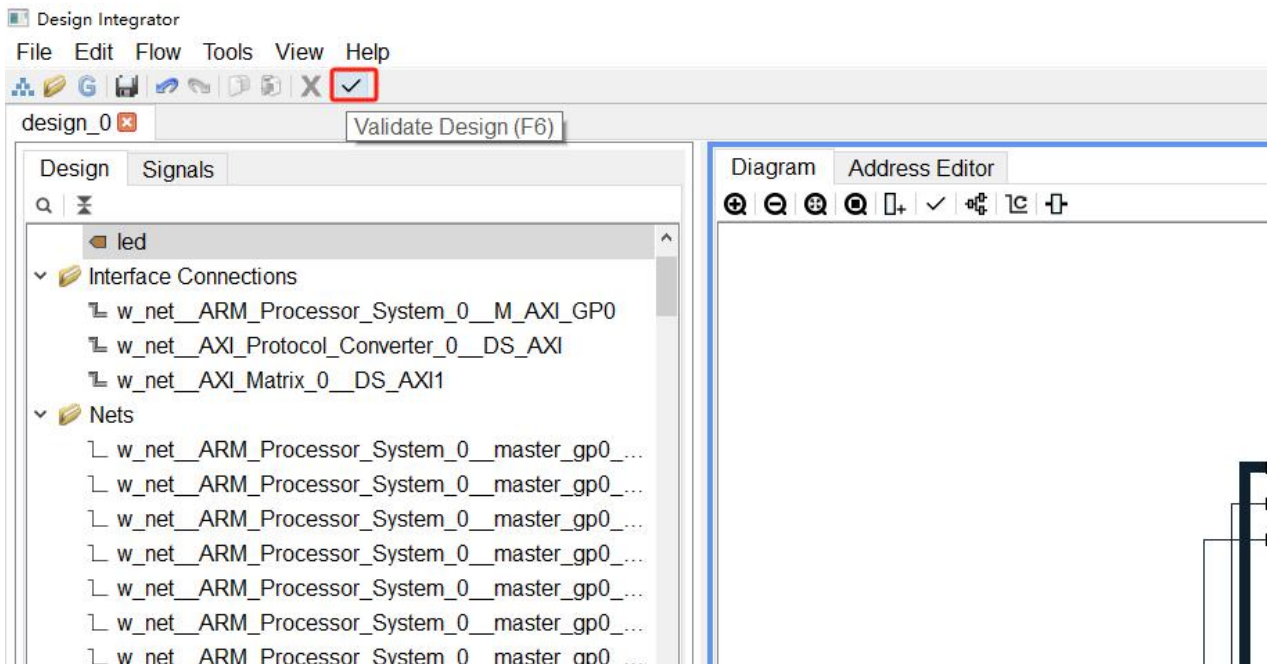 Design Integrator
File Edit Flow Tools View Help
design_0
Validate Design (F6)
Design Signals
led
Interface Connections
w_net__ARM_Processor_System_0__M_AXI_GP0
w_net__AXI_Protocol_Converter_0__DS_AXI
w_net__AXI_Matrix_0__DS_AXI1
Nets
w_net__ARM_Processor_System_0__master_gp0_...
w_net__ARM_Processor_System_0__master_gp0_...
w_net__ARM_Processor_System_0__master_gp0_...
w_net__ARM_Processor_System_0__master_gp0_...
w_net__ARM_Processor_System_0__master_gp0_...
w_net__ARM_Processor_System_0__master_gp0_...
w_net__ARM_Processor_System_0__master_gp0_...
Diagram Address Editor